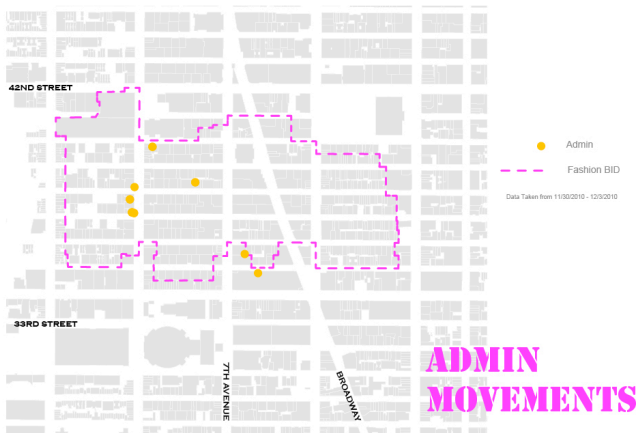 42ND STREET
Admin
Fashion BID
Data Taken from 11/30/2010 - 12/3/2010
33RD STREET
7TH AVENUE
BROADWAY
ADMIN
MOVEMENTS